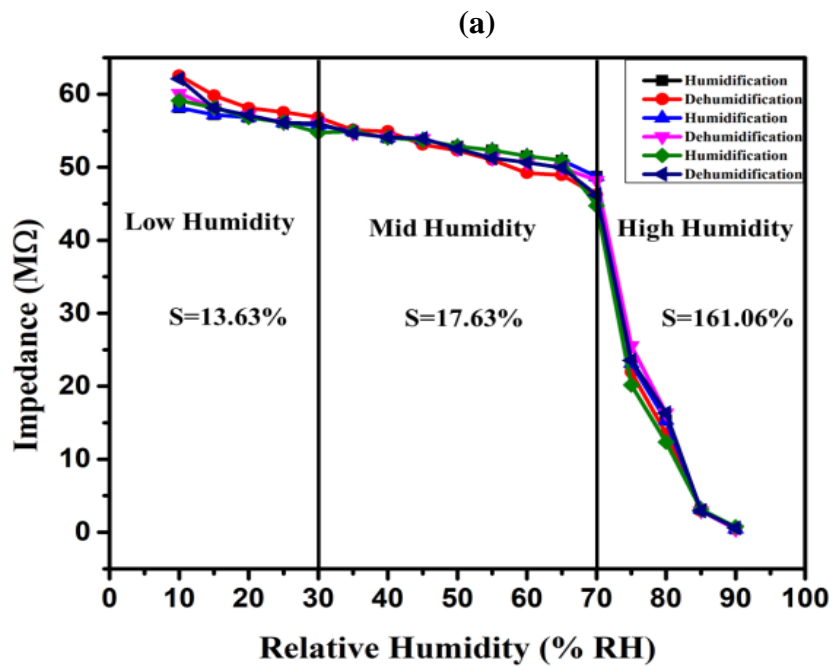 (a)
Humidification
Dehumidification
Humidification
Dehumidification
Humidification
Dehumidification
Low Humidity
Mid Humidity
High Humidity
S=13.63%
S=17.63%
S=161.06%
Impedance (MΩ)
60
50
40
30
20
10
0
0 10 20 30 40 50 60 70 80 90 100
Relative Humidity (% RH)